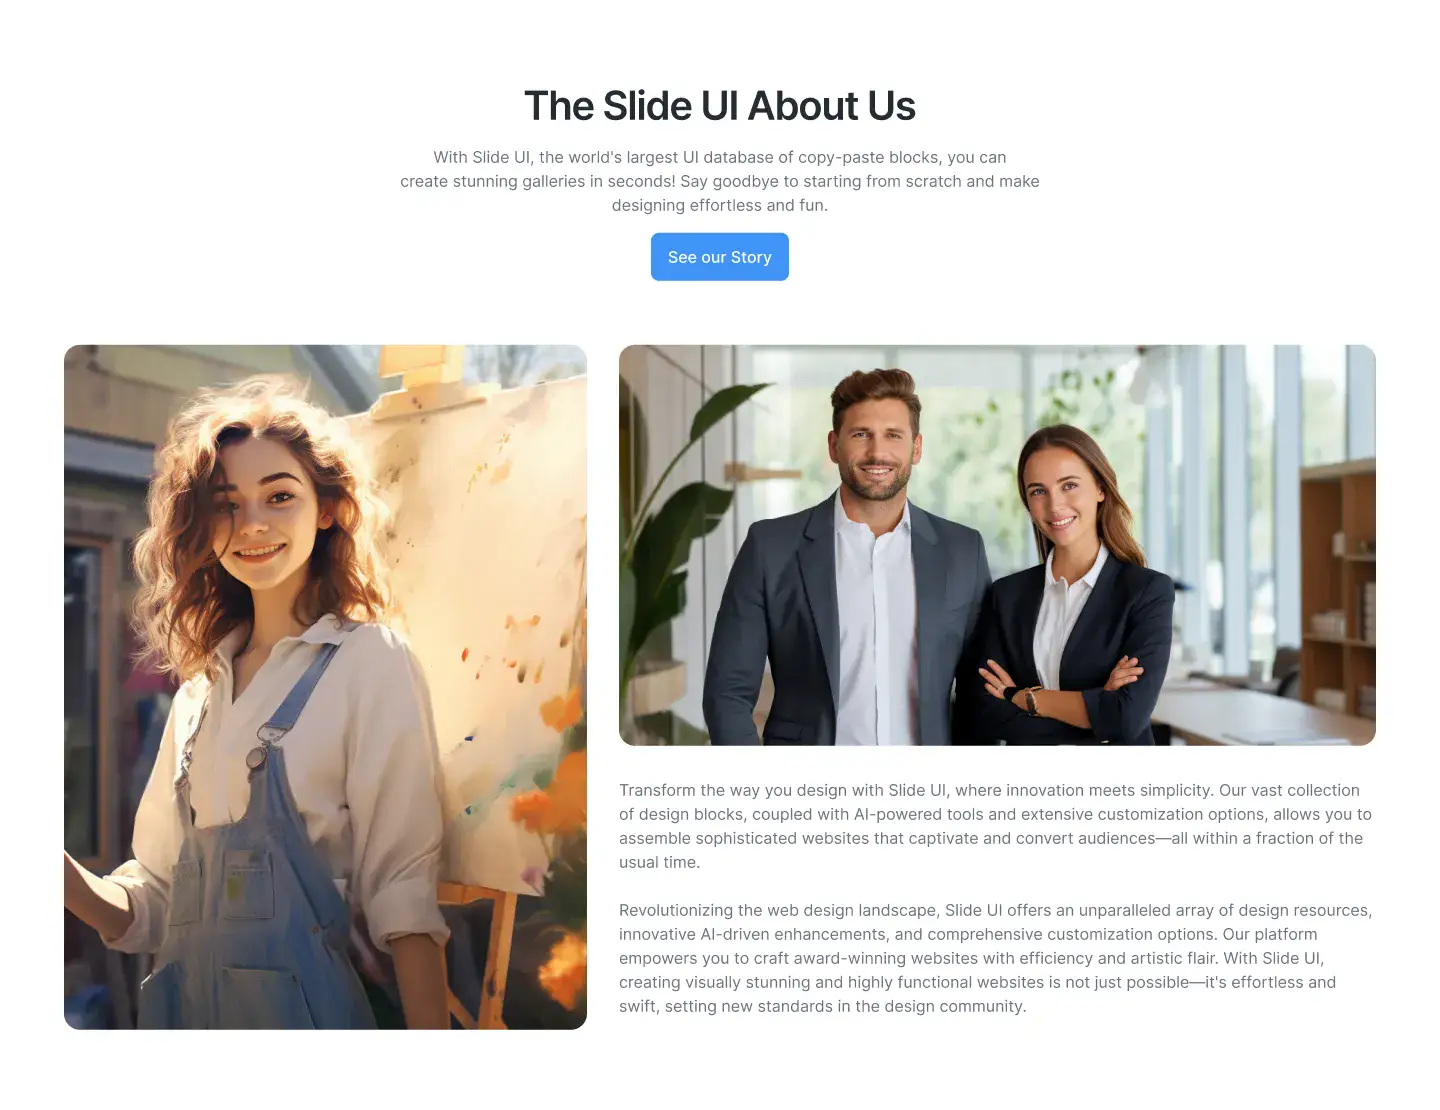 The Slide UI About Us
With Slide UI, the world's largest UI database of copy-paste blocks, you can
create stunning galleries in seconds! Say goodbye to starting from scratch and make
designing effortless and fun.
See our Story
Transform the way you design with Slide UI, where innovation meets simplicity. Our vast collection
of design blocks, coupled with AI-powered tools and extensive customization options, allows you to
assemble sophisticated websites that captivate and convert audiences—all within a fraction of the
usual time.
Revolutionizing the web design landscape, Slide UI offers an unparalleled array of design resources,
innovative AI-driven enhancements, and comprehensive customization options. Our platform
empowers you to craft award-winning websites with efficiency and artistic flair. With Slide UI,
creating visually stunning and highly functional websites is not just possible—it's effortless and
swift, setting new standards in the design community.